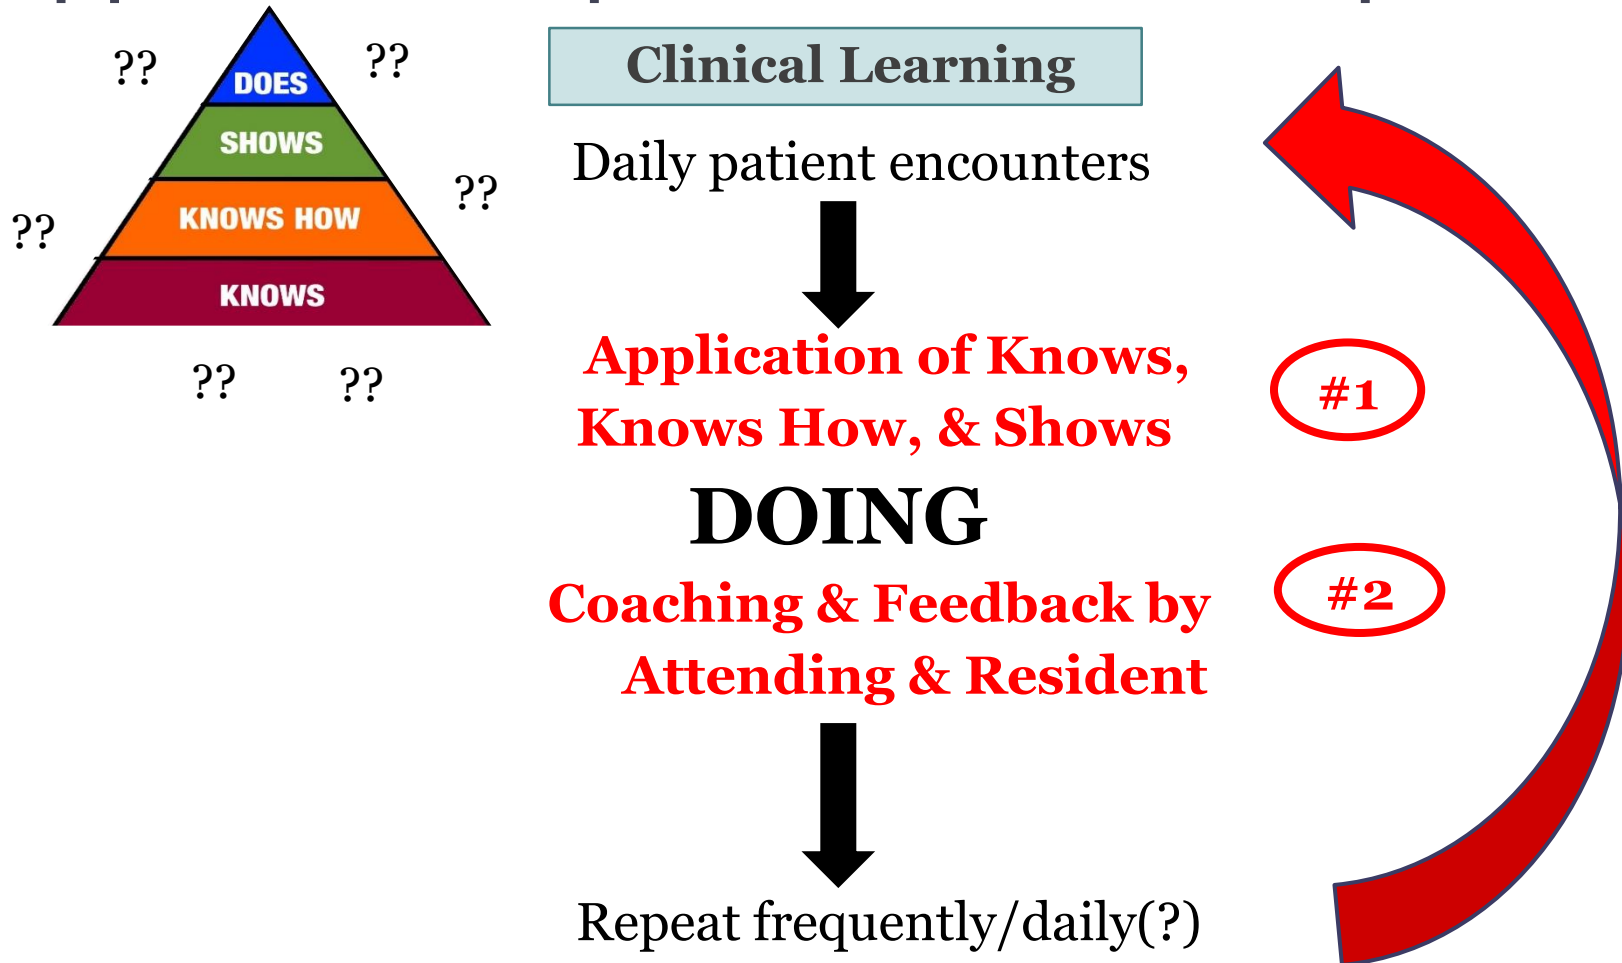 ??
??
DOES
SHOWS
??
KNOWS HOW
??
KNOWS
??
??
Clinical Learning
Daily patient encounters
Application of Knows,
Knows How, & Shows
#1
DOING
Coaching & Feedback by
Attending & Resident
#2
Repeat frequently/daily(?)